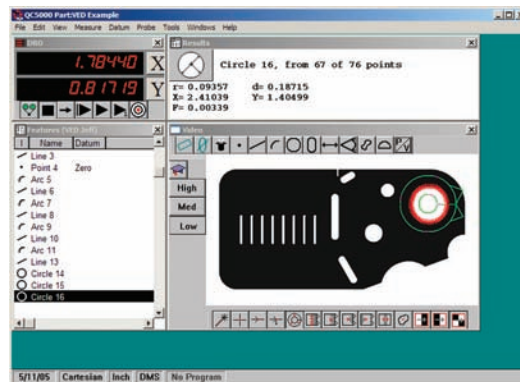 QC5000 Part:VED Example
File Edit View Measure Datum Probe Tools Windows Help
DRO
1.78440 X
0.81719 Y
Results
Circle 16, from 67 of 76 points
r= 0.09357 d= 0.18715
X= 2.41039 Y= 1.40499
F= 0.00339
Features (VED.lof)
I Name Datum
Line 3
Point 4 Zero
Arc 5
Line 6
Arc 7
Line 8
Arc 9
Line 10
Arc 11
Line 13
Circle 14
Circle 15
Circle 16
Video
High
Med
Low
5/11/05 Cartesian Inch DMS No Program